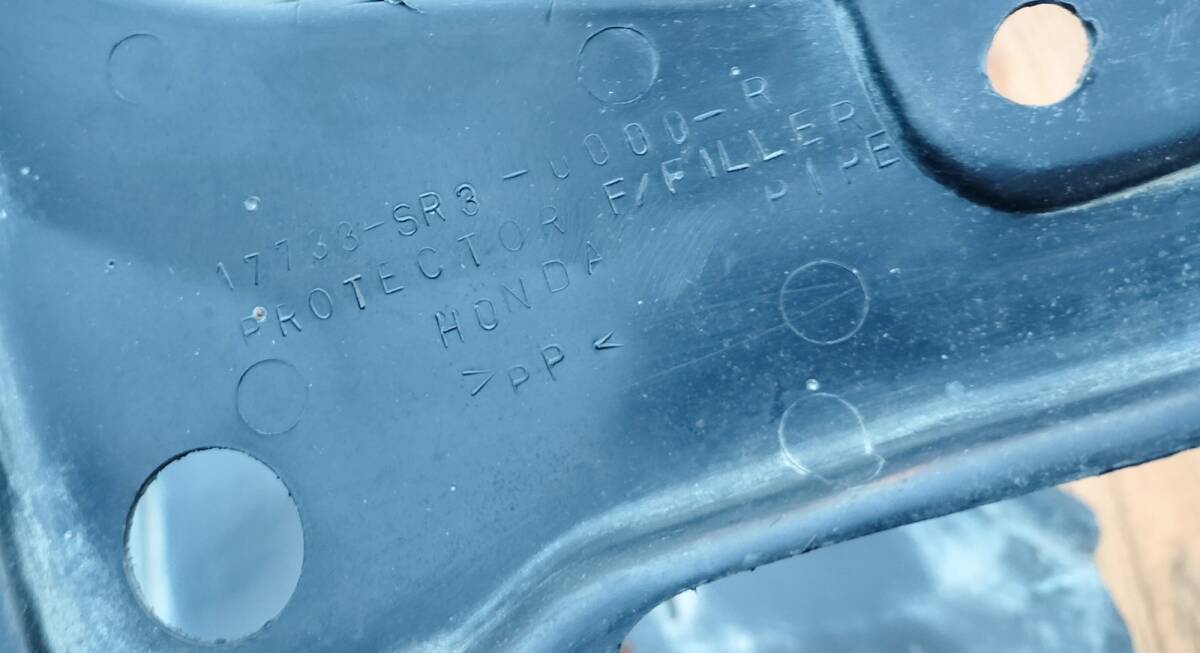 17733-SR3-0000-R
PROTECTOR F/FILLER
PIPE
HONDA
>PP<